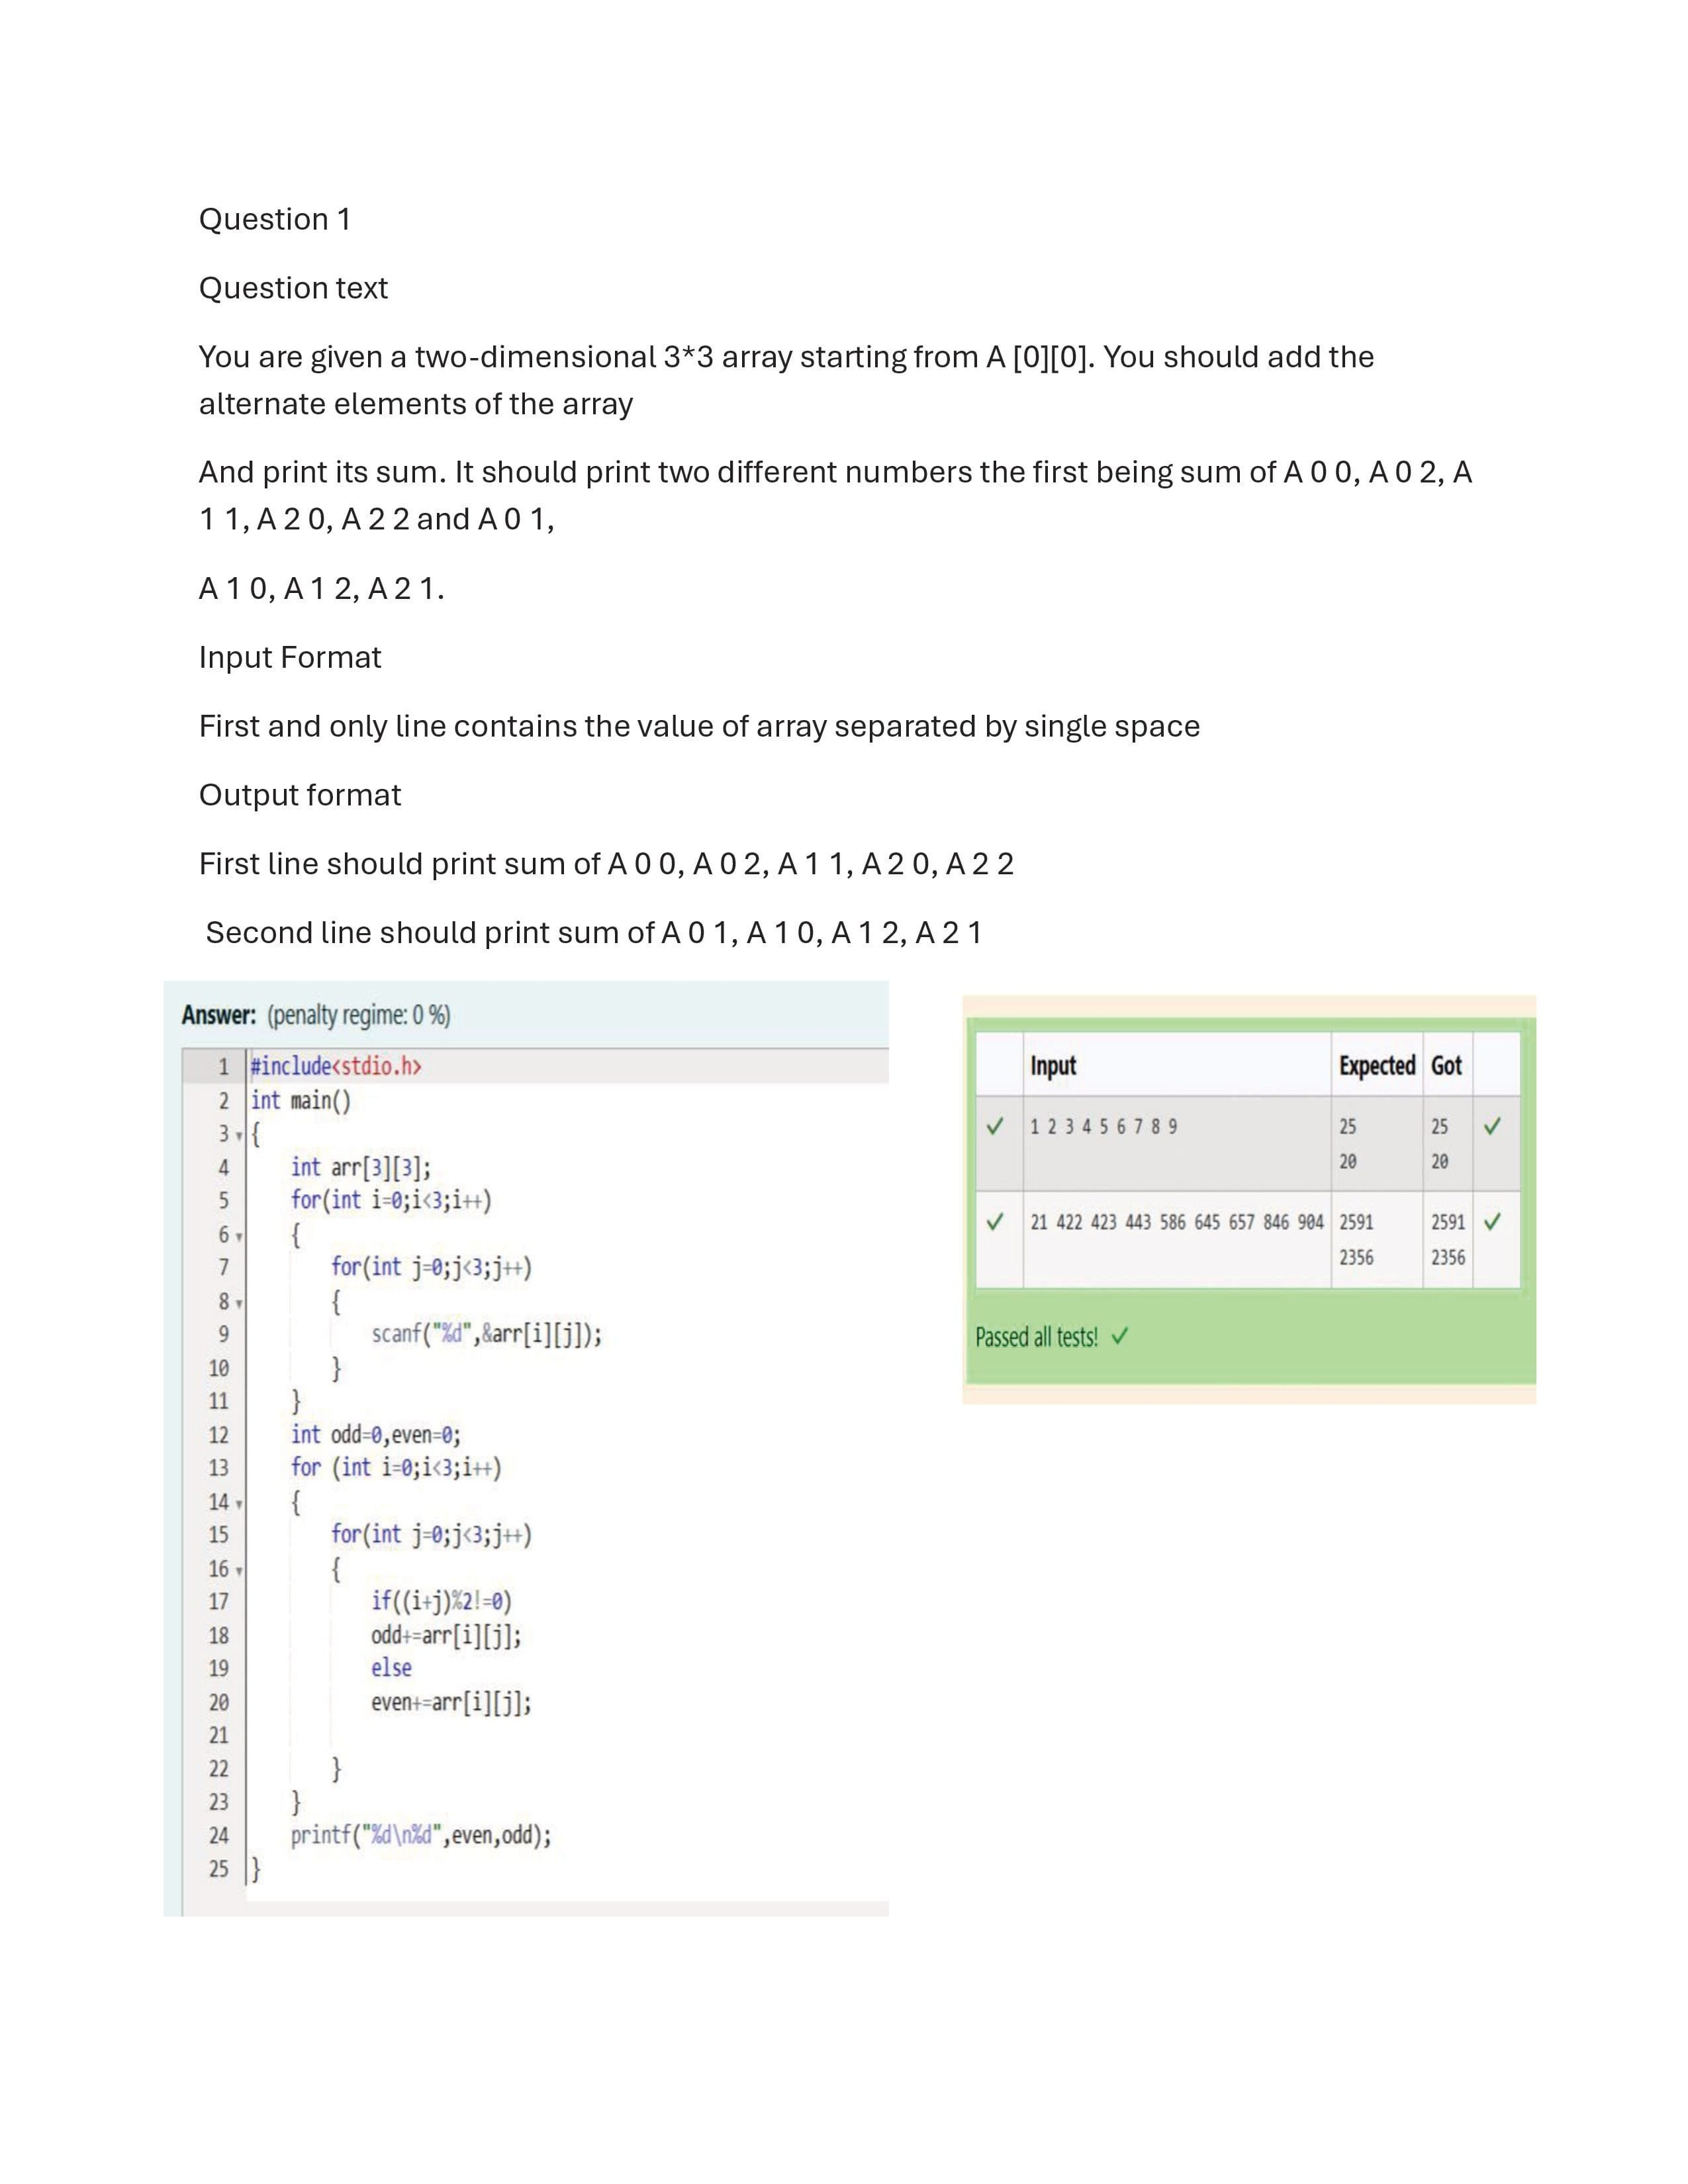 Question 1
Question text
You are given a two-dimensional 3*3 array starting from A [0][0]. You should add the
alternate elements of the array
And print its sum. It should print two different numbers the first being sum of A 0 0, A 0 2, A
1 1, A 2 0, A 2 2 and A 0 1,
A 1 0, A 1 2, A 2 1.
Input Format
First and only line contains the value of array separated by single space
Output format
First line should print sum of A 0 0, A 0 2, A 1 1, A 2 0, A 2 2
Second line should print sum of A 0 1, A 1 0, A 1 2, A 2 1
Answer: (penalty regime: 0 %)
1 #include<stdio.h>
2 int main()
3 {
4 int arr[3][3];
5 for(int i=0;i<3;i++)
6 {
7 for(int j=0;j<3;j++)
8 {
9 scanf("%d",&arr[i][j]);
10 }
11 }
12 int odd=0,even=0;
13 for (int i=0;i<3;i++)
14 {
15 for(int j=0;j<3;j++)
16 {
17 if((i+j)%2!=0)
18 odd+=arr[i][j];
19 else
20 even+=arr[i][j];
21
22 }
23 }
24 printf("%d\n%d",even,odd);
25 }
Input Expected Got
✓ 1 2 3 4 5 6 7 8 9 25 25 ✓
20 20
✓ 21 422 423 443 586 645 657 846 904 2591 2591 ✓
2356 2356
Passed all tests! ✓